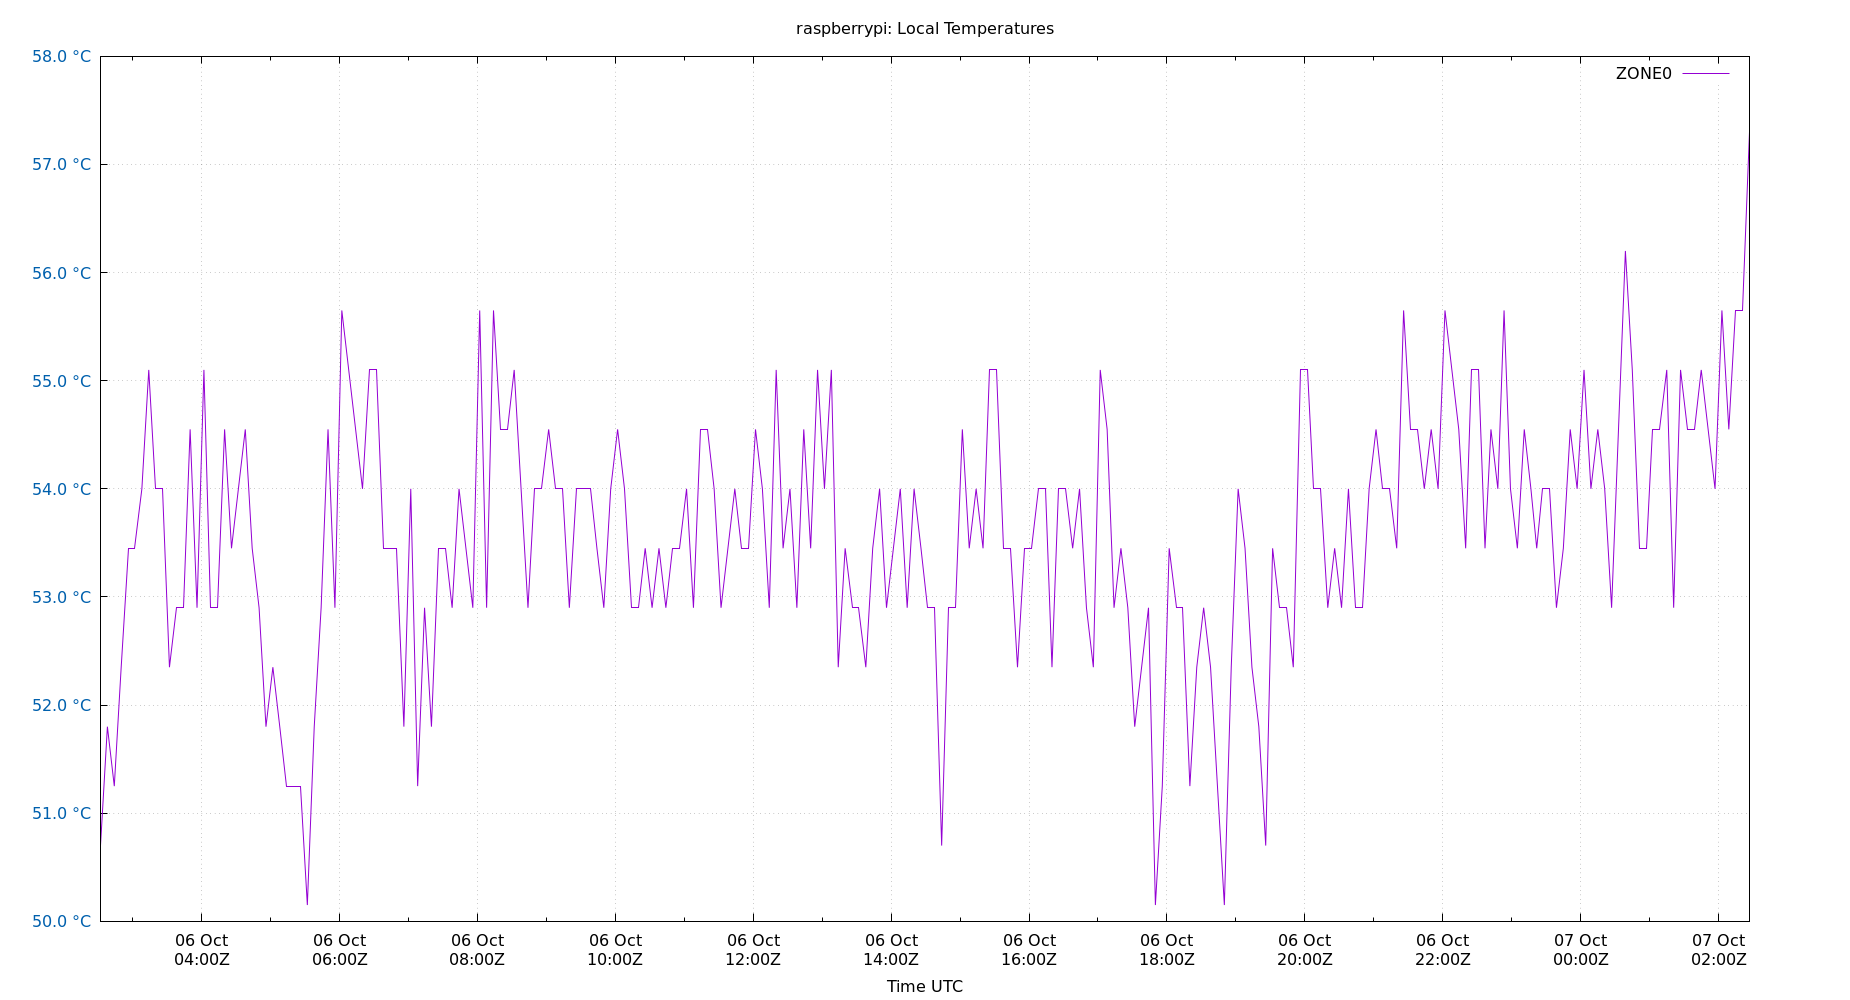 raspberrypi: Local Temperatures
58.0 °C
ZONE0
57.0 °C
56.0 °C
55.0 °C
54.0 °C
53.0 °C
52.0 °C
51.0 °C
50.0 °C
06 Oct 06 Oct 06 Oct 06 Oct 06 Oct 06 Oct 06 Oct 06 Oct 06 Oct 06 Oct 07 Oct 07 Oct
04:00Z 06:00Z 08:00Z 10:00Z 12:00Z 14:00Z 16:00Z 18:00Z 20:00Z 22:00Z 00:00Z 02:00Z
Time UTC